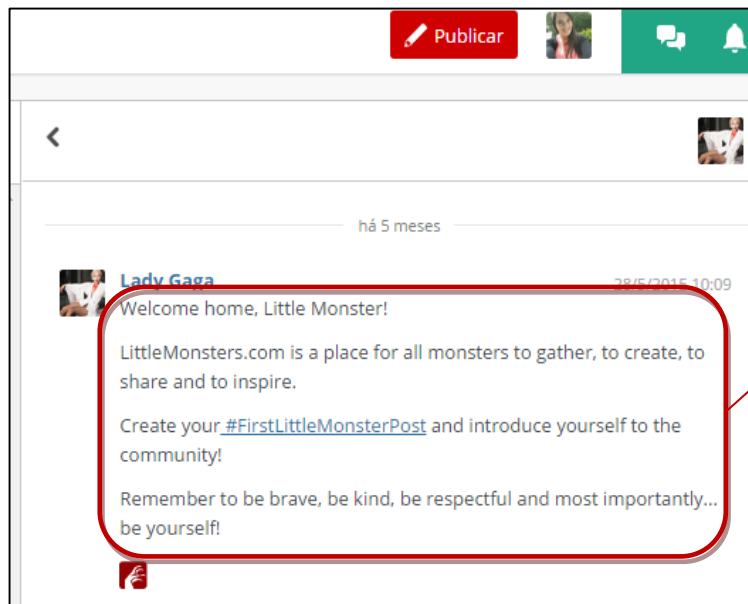 Publicar
há 5 meses
Lady Gaga
28/5/2015 10:09
Welcome home, Little Monster!
LittleMonsters.com is a place for all monsters to gather, to create, to
share and to inspire.
Create your #FirstLittleMonsterPost and introduce yourself to the
community!
Remember to be brave, be kind, be respectful and most importantly...
be yourself!